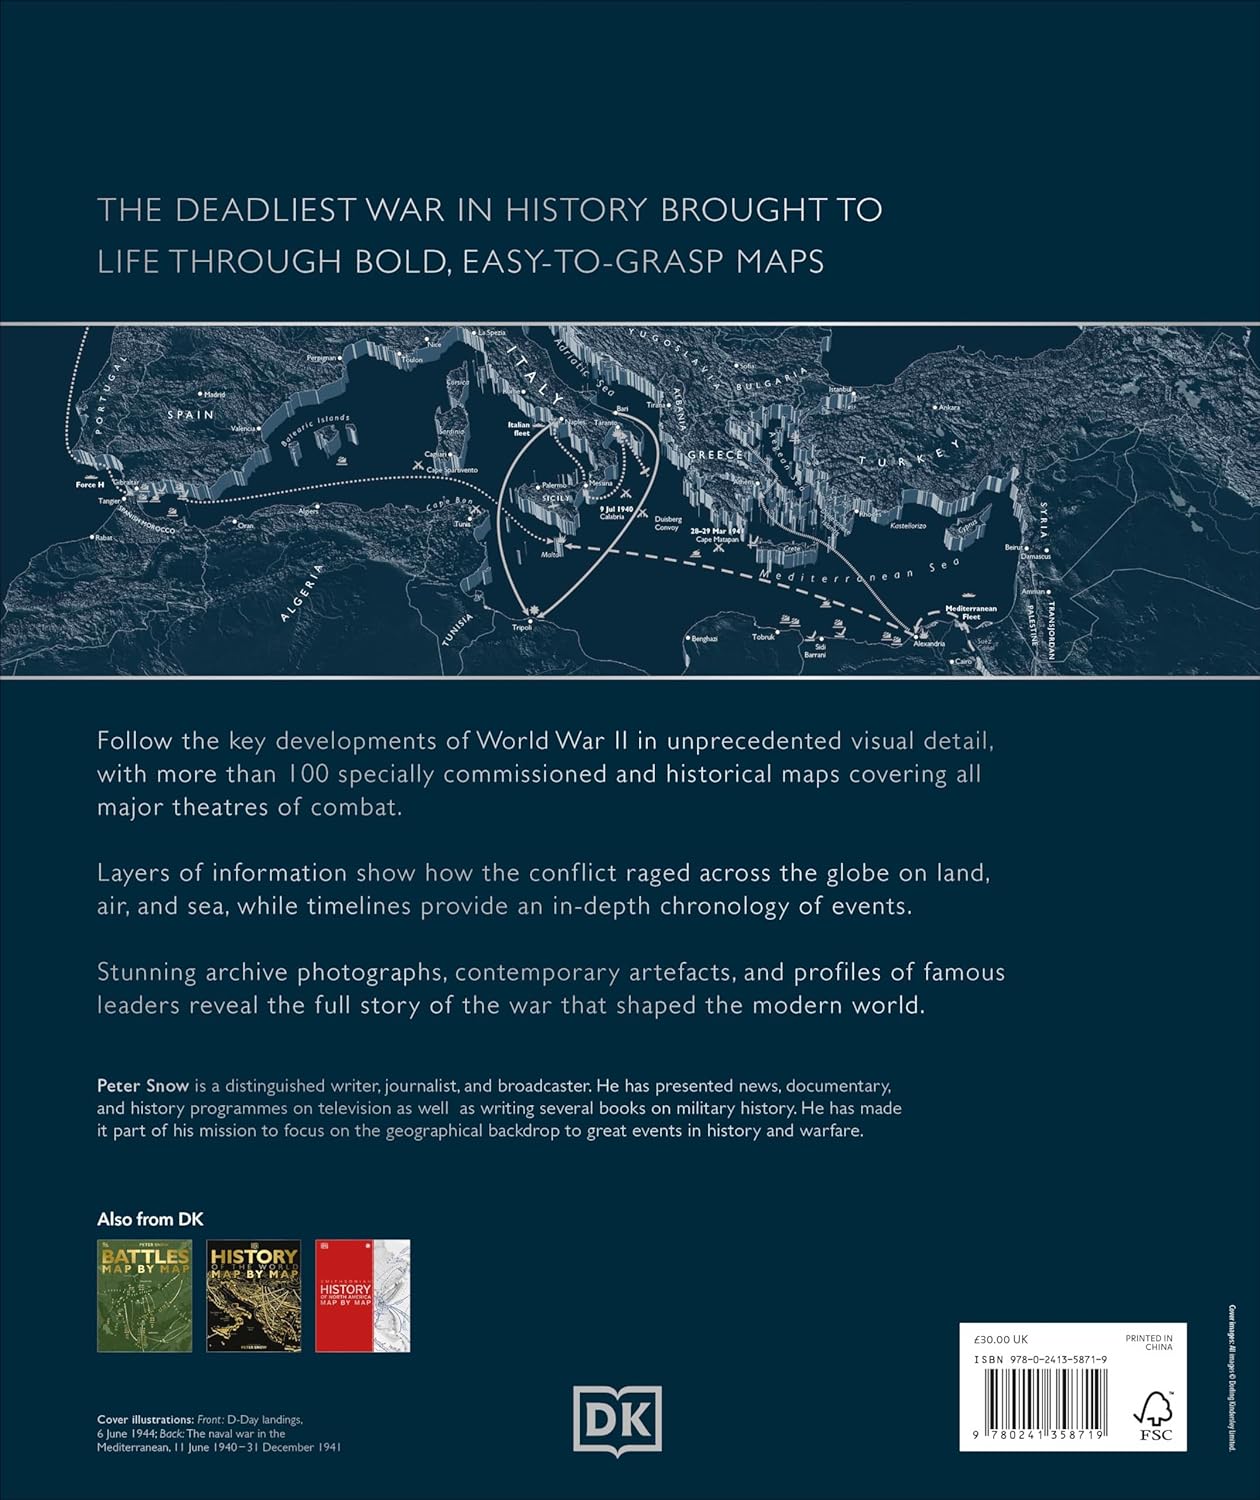 THE DEADLIEST WAR IN HISTORY BROUGHT TO
LIFE THROUGH BOLD, EASY-TO-GRASP MAPS
La Spezia
YUGOSLAVIA
Adriatic Sea
Nice
Perpignan
Toulon
ITALY
PORTUGAL
Madrid
SPAIN
Valencia
Balearic Islands
Corsica
Sardinia
Cagliari
Cape Spartivento
Italian
fleet
Naples
Bari
Taranto
Tirana
ALBANIA
Sofia
BULGARIA
Istanbul
Ankara
TURKEY
GREECE
Aegean
Athens
Force H
Gibraltar
Tangier
SPANISH MOROCCO
Rabat
Oran
Algiers
ALGERIA
Cape Bon
Tunis
TUNISIA
Palermo
Messina
SICILY
9 Jul 1940
Calabria
Duisberg
Convoy
28–29 Mar 1941
Cape Matapan
Malta
Crete
Rhodes
Kastellorizo
Cyprus
SYRIA
Beirut
Damascus
Mediterranean Sea
Amman
TRANSJORDAN
PALESTINE
Mediterranean
Fleet
Tripoli
Benghazi
Tobruk
Sidi
Barrani
Alexandria
Suez
Canal
Cairo
Follow the key developments of World War II in unprecedented visual detail,
with more than 100 specially commissioned and historical maps covering all
major theatres of combat.
Layers of information show how the conflict raged across the globe on land,
air, and sea, while timelines provide an in-depth chronology of events.
Stunning archive photographs, contemporary artefacts, and profiles of famous
leaders reveal the full story of the war that shaped the modern world.
Peter Snow is a distinguished writer, journalist, and broadcaster. He has presented news, documentary,
and history programmes on television as well as writing several books on military history. He has made
it part of his mission to focus on the geographical backdrop to great events in history and warfare.
Also from DK
PETER SNOW
BATTLES
MAP BY MAP
HISTORY
OF THE WORLD
MAP BY MAP
PETER SNOW
SMITHSONIAN
HISTORY
OF NORTH AMERICA
MAP BY MAP
Cover illustrations: Front: D-Day landings,
6 June 1944; Back: The naval war in the
Mediterranean, 11 June 1940–31 December 1941
DK
£30.00 UK
PRINTED IN
CHINA
ISBN 978-0-2413-5871-9
9 780241 358719
FSC
Cover images: All images © Dorling Kindersley Limited.